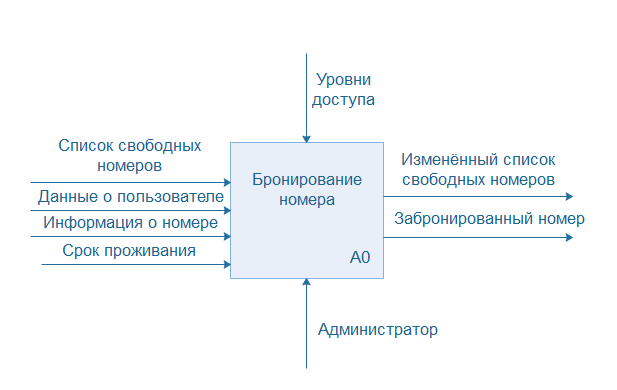 Уровни
доступа
Список свободных
номеров
Данные о пользователе
Информация о номере
Срок проживания
Бронирование
номера
A0
Изменённый список
свободных номеров
Забронированный номер
Администратор